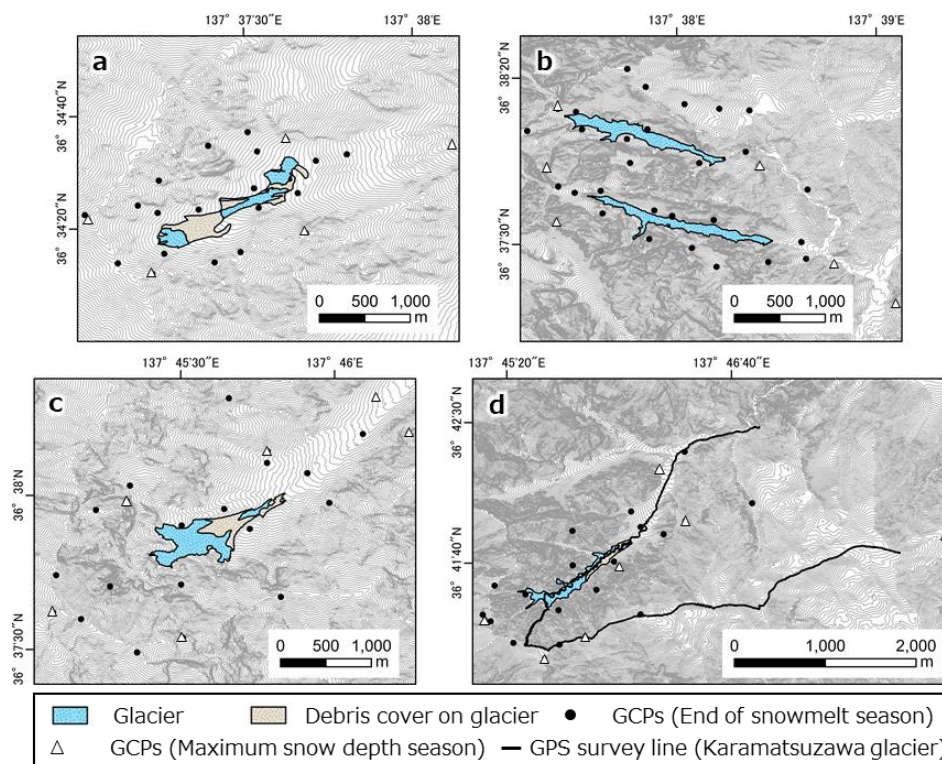 137° 37′30″E
137° 38′E
a
36° 34′40″N
36° 34′20″N
0 500 1,000
m
137° 38′E
137° 39′E
b
36° 38′20″N
36° 37′30″N
0 500 1,000
m
137° 45′30″E
137° 46′E
c
36° 38′N
36° 37′30″N
0 500 1,000
m
137° 45′20″E
137° 46′40″E
d
36° 42′30″N
36° 41′40″N
0 1,000 2,000
m
Glacier Debris cover on glacier GCPs (End of snowmelt season)
GCPs (Maximum snow depth season) GPS survey line (Karamatsuzawa glacier)